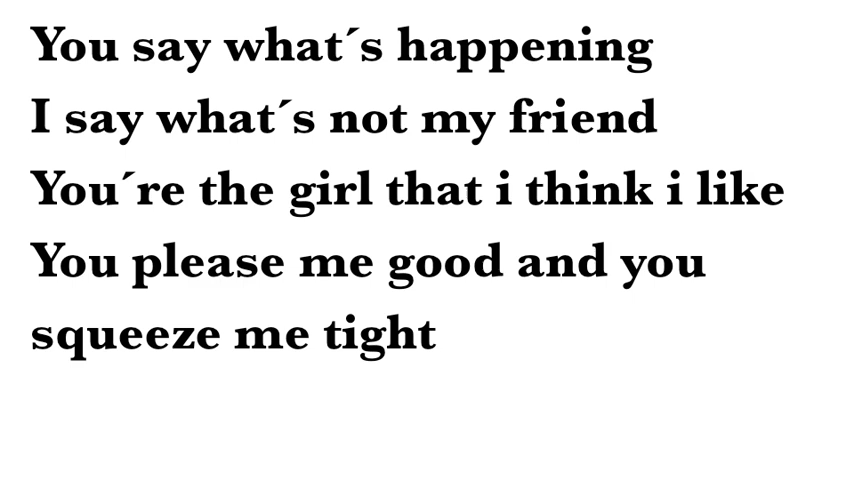 You say what´s happening
I say what´s not my friend
You´re the girl that i think i like
You please me good and you
squeeze me tight